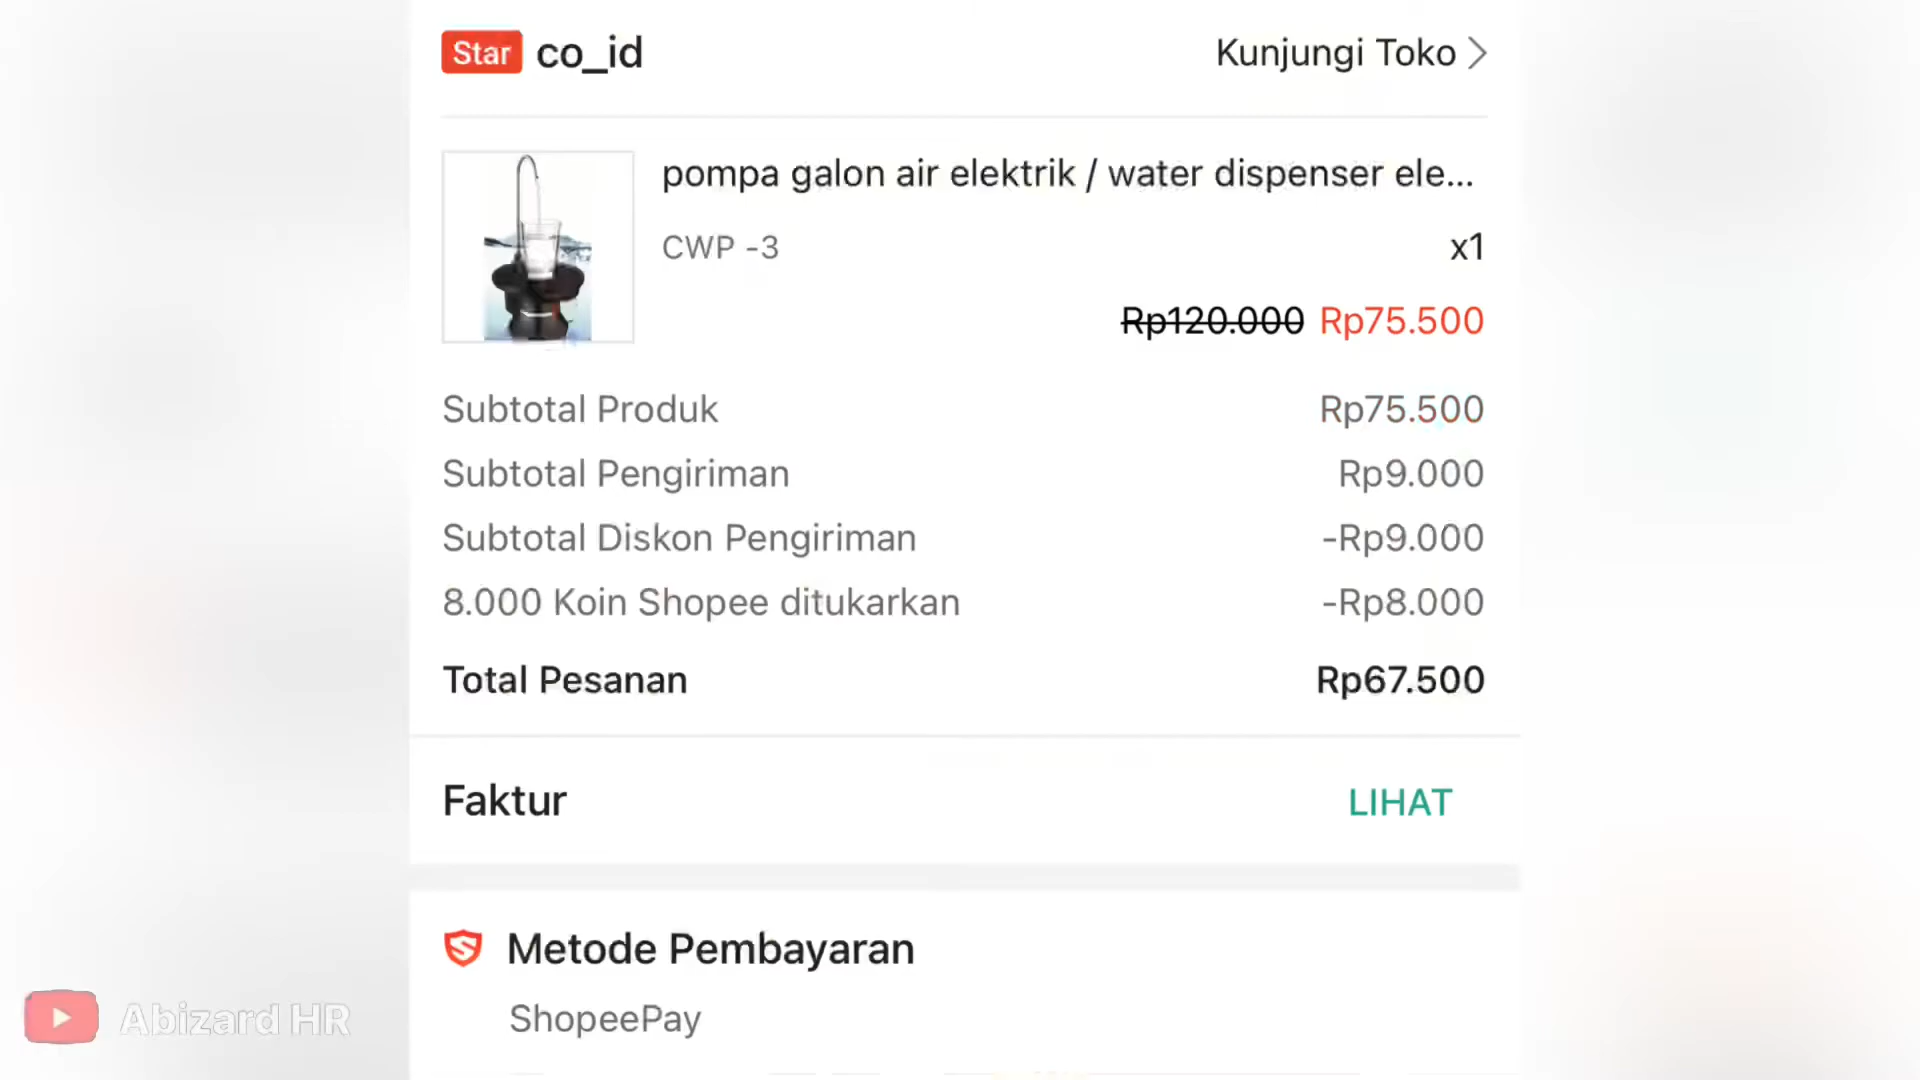 Star co_id Kunjungi Toko
pompa galon air elektrik / water dispenser ele...
CWP -3 x1
Rp120.000 Rp75.500
Subtotal Produk Rp75.500
Subtotal Pengiriman Rp9.000
Subtotal Diskon Pengiriman -Rp9.000
8.000 Koin Shopee ditukarkan -Rp8.000
Total Pesanan Rp67.500
Faktur LIHAT
Metode Pembayaran
ShopeePay
Abizard HR